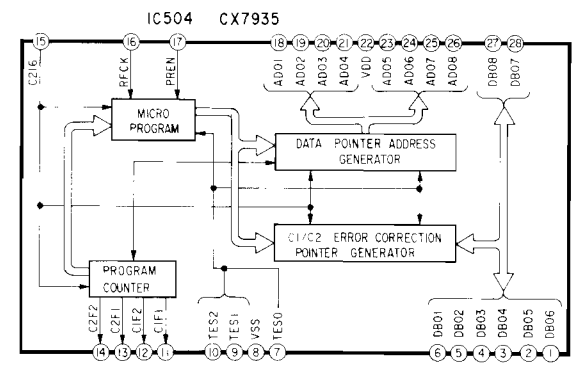 IC504 CX7935
15 16 17 18 19 20 21 22 23 24 25 26 27 28
C216 RFCK PREN AD01 AD02 AD03 AD04 VDD AD05 AD06 AD07 AD08 DB08 DB07
MICRO
PROGRAM
DATA POINTER ADDRESS
GENERATOR
C1/C2 ERROR CORRECTION
POINTER GENERATOR
PROGRAM
COUNTER
C2F2 C2F1 C1F2 C1F1 TES2 TES1 VSS TES0 DB01 DB02 DB03 DB04 DB05 DB06
14 13 12 11 10 9 8 7 6 5 4 3 2 1